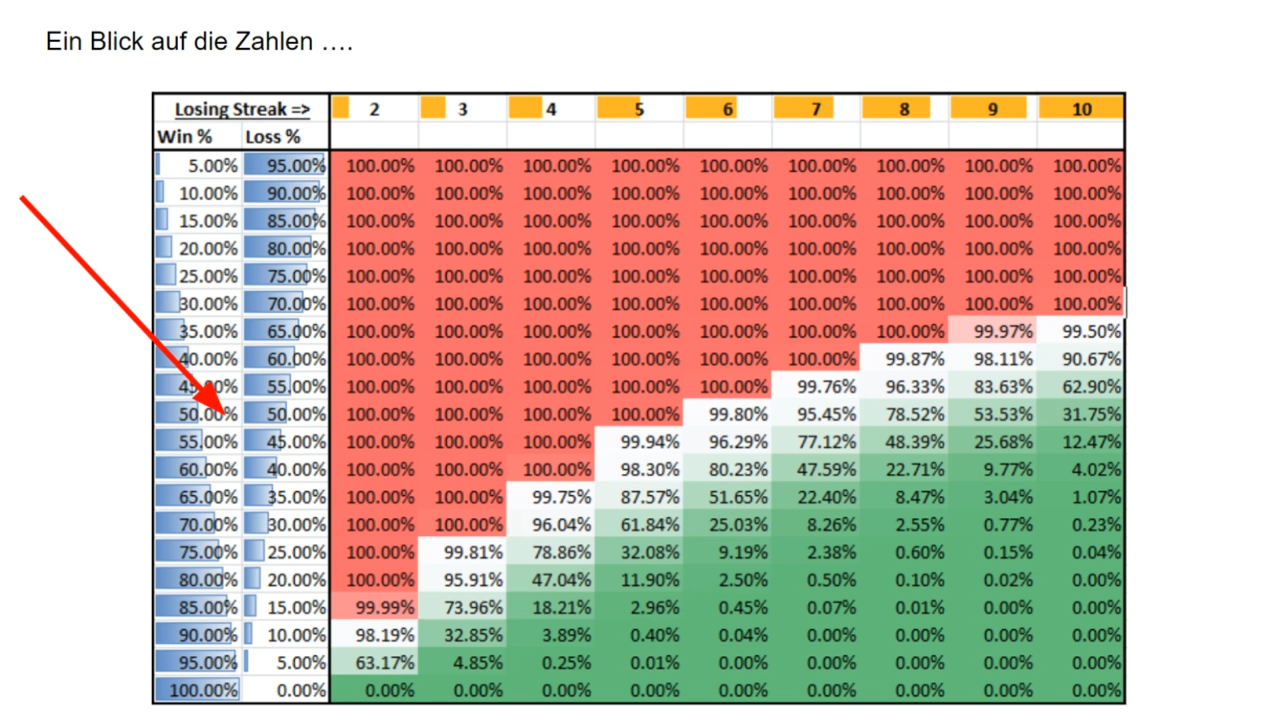 Ein Blick auf die Zahlen ….
Losing Streak => 2 3 4 5 6 7 8 9 10
Win % Loss %
5.00% 95.00% 100.00% 100.00% 100.00% 100.00% 100.00% 100.00% 100.00% 100.00% 100.00%
10.00% 90.00% 100.00% 100.00% 100.00% 100.00% 100.00% 100.00% 100.00% 100.00% 100.00%
15.00% 85.00% 100.00% 100.00% 100.00% 100.00% 100.00% 100.00% 100.00% 100.00% 100.00%
20.00% 80.00% 100.00% 100.00% 100.00% 100.00% 100.00% 100.00% 100.00% 100.00% 100.00%
25.00% 75.00% 100.00% 100.00% 100.00% 100.00% 100.00% 100.00% 100.00% 100.00% 100.00%
30.00% 70.00% 100.00% 100.00% 100.00% 100.00% 100.00% 100.00% 100.00% 100.00% 100.00%
35.00% 65.00% 100.00% 100.00% 100.00% 100.00% 100.00% 100.00% 100.00% 99.97% 99.50%
40.00% 60.00% 100.00% 100.00% 100.00% 100.00% 100.00% 100.00% 99.87% 98.11% 90.67%
45.00% 55.00% 100.00% 100.00% 100.00% 100.00% 100.00% 99.76% 96.33% 83.63% 62.90%
50.00% 50.00% 100.00% 100.00% 100.00% 100.00% 99.80% 95.45% 78.52% 53.53% 31.75%
55.00% 45.00% 100.00% 100.00% 100.00% 99.94% 96.29% 77.12% 48.39% 25.68% 12.47%
60.00% 40.00% 100.00% 100.00% 100.00% 98.30% 80.23% 47.59% 22.71% 9.77% 4.02%
65.00% 35.00% 100.00% 100.00% 99.75% 87.57% 51.65% 22.40% 8.47% 3.04% 1.07%
70.00% 30.00% 100.00% 100.00% 96.04% 61.84% 25.03% 8.26% 2.55% 0.77% 0.23%
75.00% 25.00% 100.00% 99.81% 78.86% 32.08% 9.19% 2.38% 0.60% 0.15% 0.04%
80.00% 20.00% 100.00% 95.91% 47.04% 11.90% 2.50% 0.50% 0.10% 0.02% 0.00%
85.00% 15.00% 99.99% 73.96% 18.21% 2.96% 0.45% 0.07% 0.01% 0.00% 0.00%
90.00% 10.00% 98.19% 32.85% 3.89% 0.40% 0.04% 0.00% 0.00% 0.00% 0.00%
95.00% 5.00% 63.17% 4.85% 0.25% 0.01% 0.00% 0.00% 0.00% 0.00% 0.00%
100.00% 0.00% 0.00% 0.00% 0.00% 0.00% 0.00% 0.00% 0.00% 0.00% 0.00%